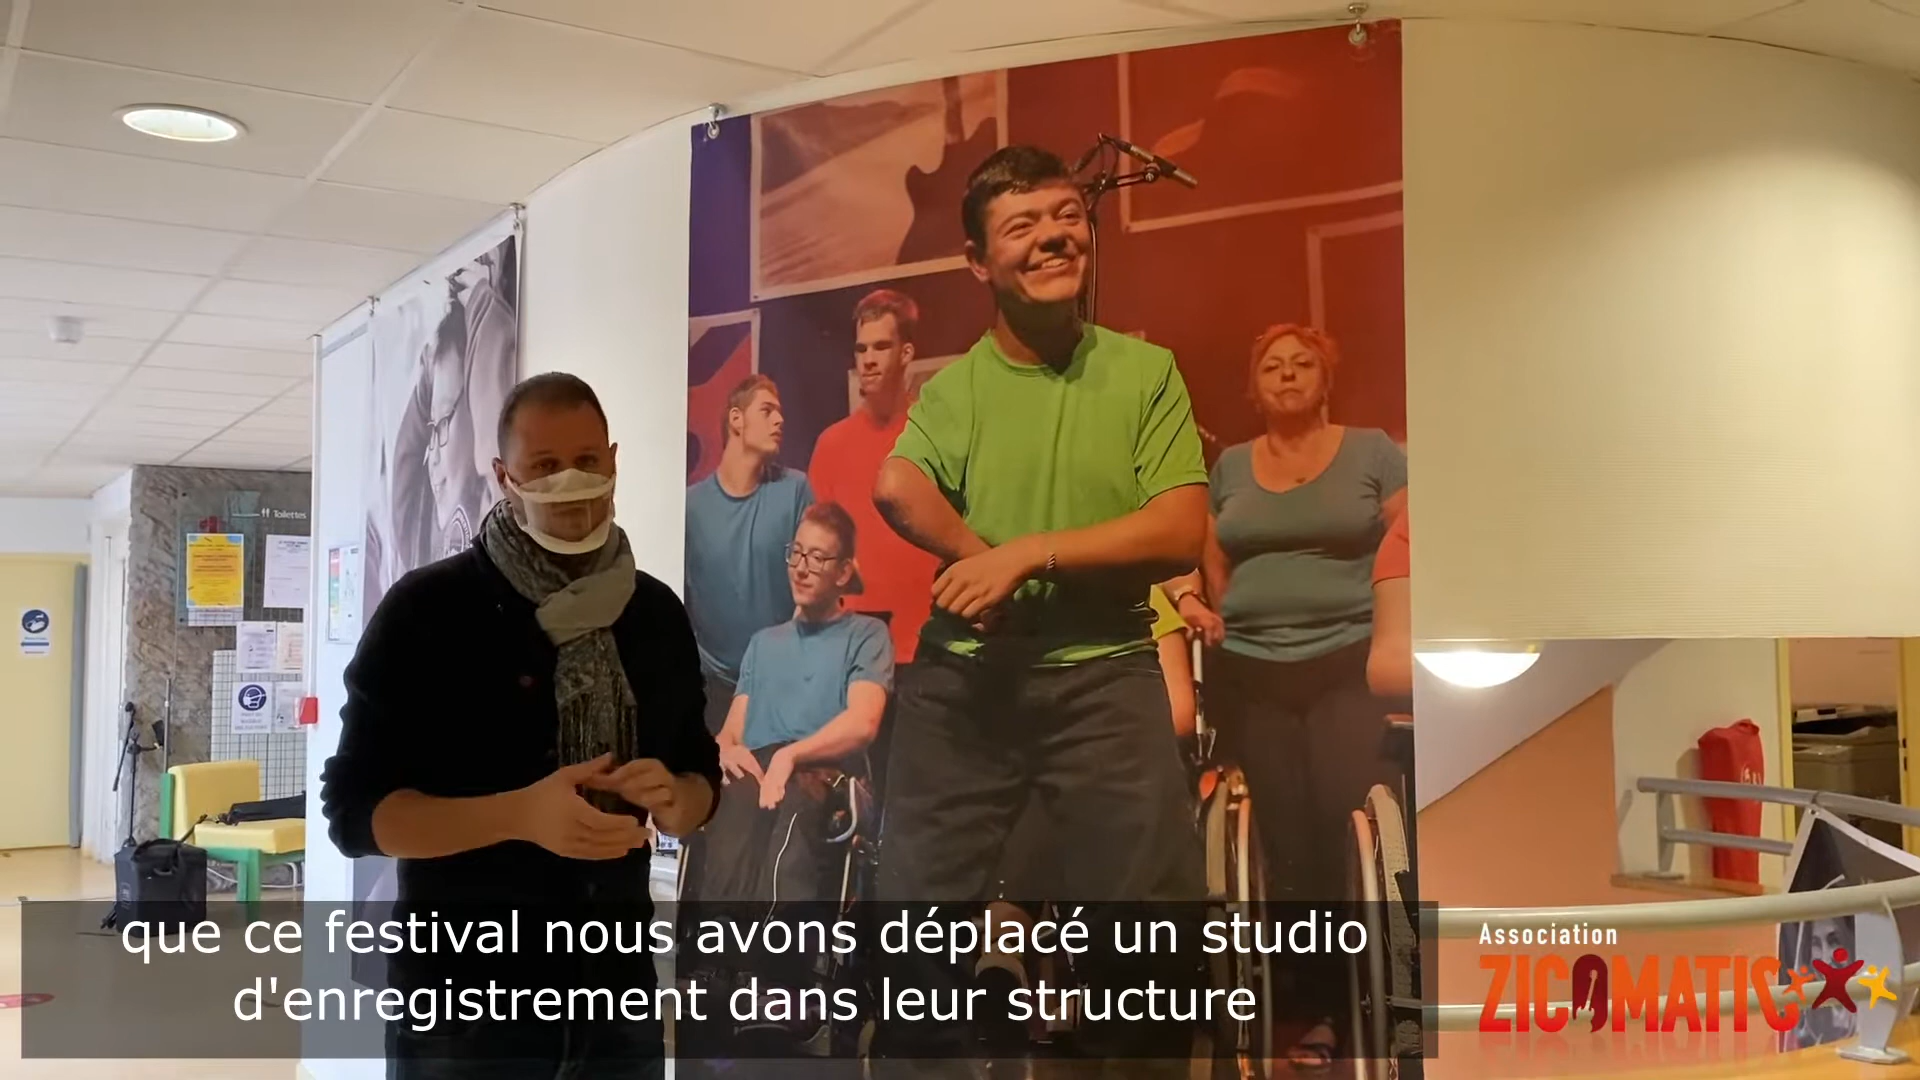 Toilettes
que ce festival nous avons déplacé un studio
d'enregistrement dans leur structure
Association
ZICOMATIC